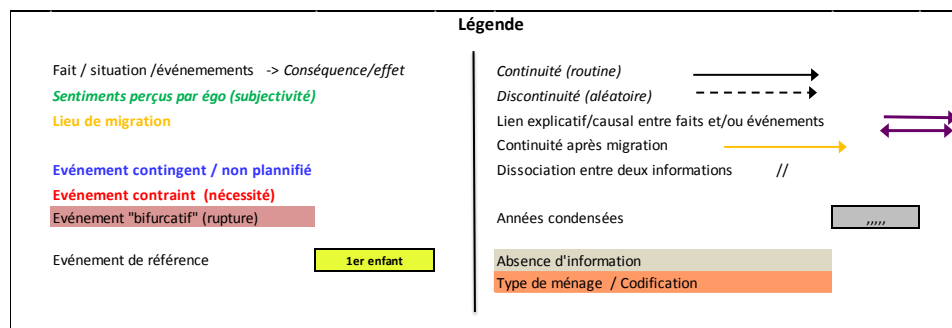 Légende
Fait / situation /événemements -> Conséquence/effet
Sentiments perçus par égo (subjectivité)
Lieu de migration
Evénement contingent / non plannifié
Evénement contraint (nécessité)
Evénement "bifurcatif" (rupture)
Evénement de référence
1er enfant
Continuité (routine)
Discontinuité (aléatoire)
Lien explicatif/causal entre faits et/ou événements
Continuité après migration
Dissociation entre deux informations //
Années condensées
,,,,,
Absence d'information
Type de ménage / Codification